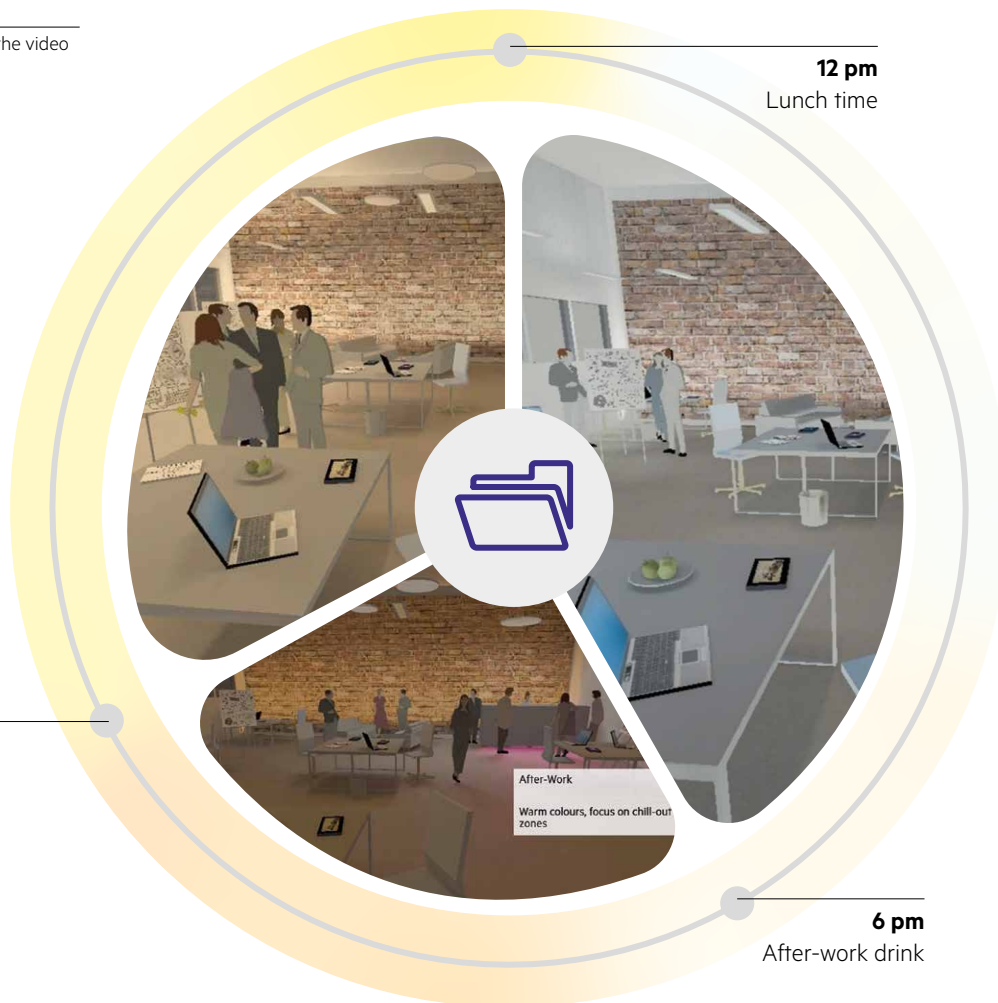 he video
12 pm
Lunch time
After-Work
Warm colours, focus on chill-out
zones
6 pm
After-work drink